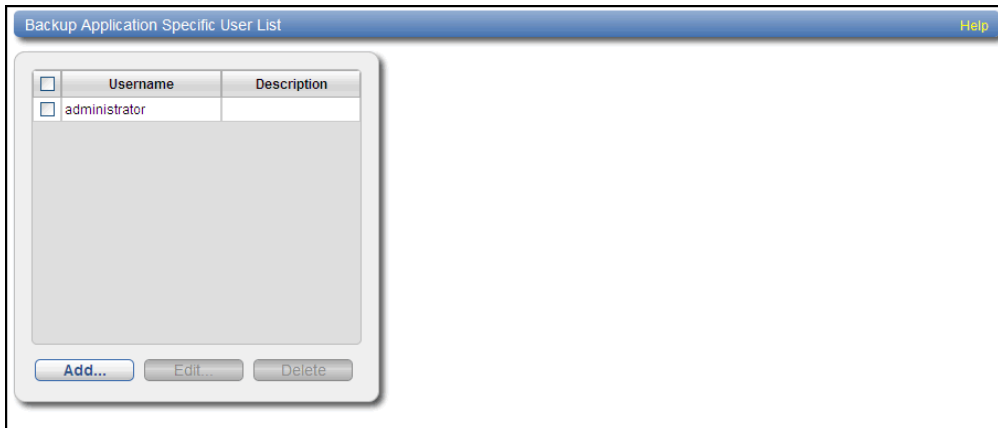 Backup Application Specific User List Help
Username Description
administrator
Add... Edit... Delete